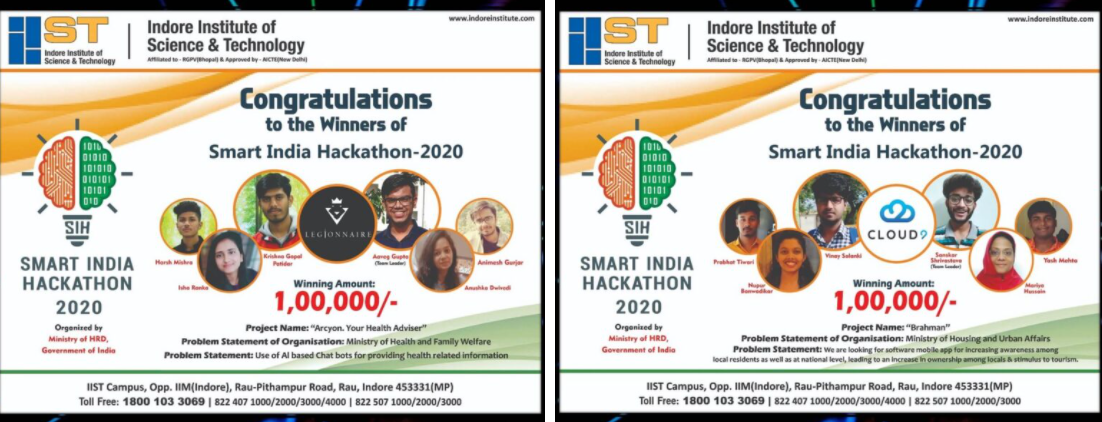 www.indoreinstitute.com
IIST
Indore Institute of
Science & Technology
Indore Institute of
Science & Technology
Affiliated to - RGPV(Bhopal) & Approved by - AICTE(New Delhi)
Congratulations
to the Winners of
Smart India Hackathon-2020
SIH
SMART INDIA
HACKATHON
2020
Organized by
Ministry of HRD,
Government of India
LEGIONNAIRE
Harsh Mishra
Isha Ranka
Krishna Gopal
Patidar
Aarag Gupta
(Team Leader)
Anushka Dwivedi
Animesh Gurjar
Winning Amount:
1,00,000/-
Project Name: “Arcyon. Your Health Adviser”
Problem Statement of Organisation: Ministry of Health and Family Welfare
Problem Statement: Use of AI based Chat bots for providing health related information
IIST Campus, Opp. IIM(Indore), Rau-Pithampur Road, Rau, Indore 453331(MP)
Toll Free: 1800 103 3069 | 822 407 1000/2000/3000/4000 | 822 507 1000/2000/3000
www.indoreinstitute.com
IIST
Indore Institute of
Science & Technology
Indore Institute of
Science & Technology
Affiliated to - RGPV(Bhopal) & Approved by - AICTE(New Delhi)
Congratulations
to the Winners of
Smart India Hackathon-2020
SIH
SMART INDIA
HACKATHON
2020
Organized by
Ministry of HRD,
Government of India
CLOUD9
Prabhat Tiwari
Nupur
Vinay Solanki
Sanskar
Shrivastava
(Team Leader)
Mariya
Hussain
Yash Mehta
Winning Amount:
1,00,000/-
Project Name: “Brahman”
Problem Statement of Organisation: Ministry of Housing and Urban Affairs
Problem Statement: We are looking for software mobile app for increasing awareness among
local residents as well as at national level, leading to an increase in ownership among locals & stimulus to tourism.
IIST Campus, Opp. IIM(Indore), Rau-Pithampur Road, Rau, Indore 453331(MP)
Toll Free: 1800 103 3069 | 822 407 1000/2000/3000/4000 | 822 507 1000/2000/3000